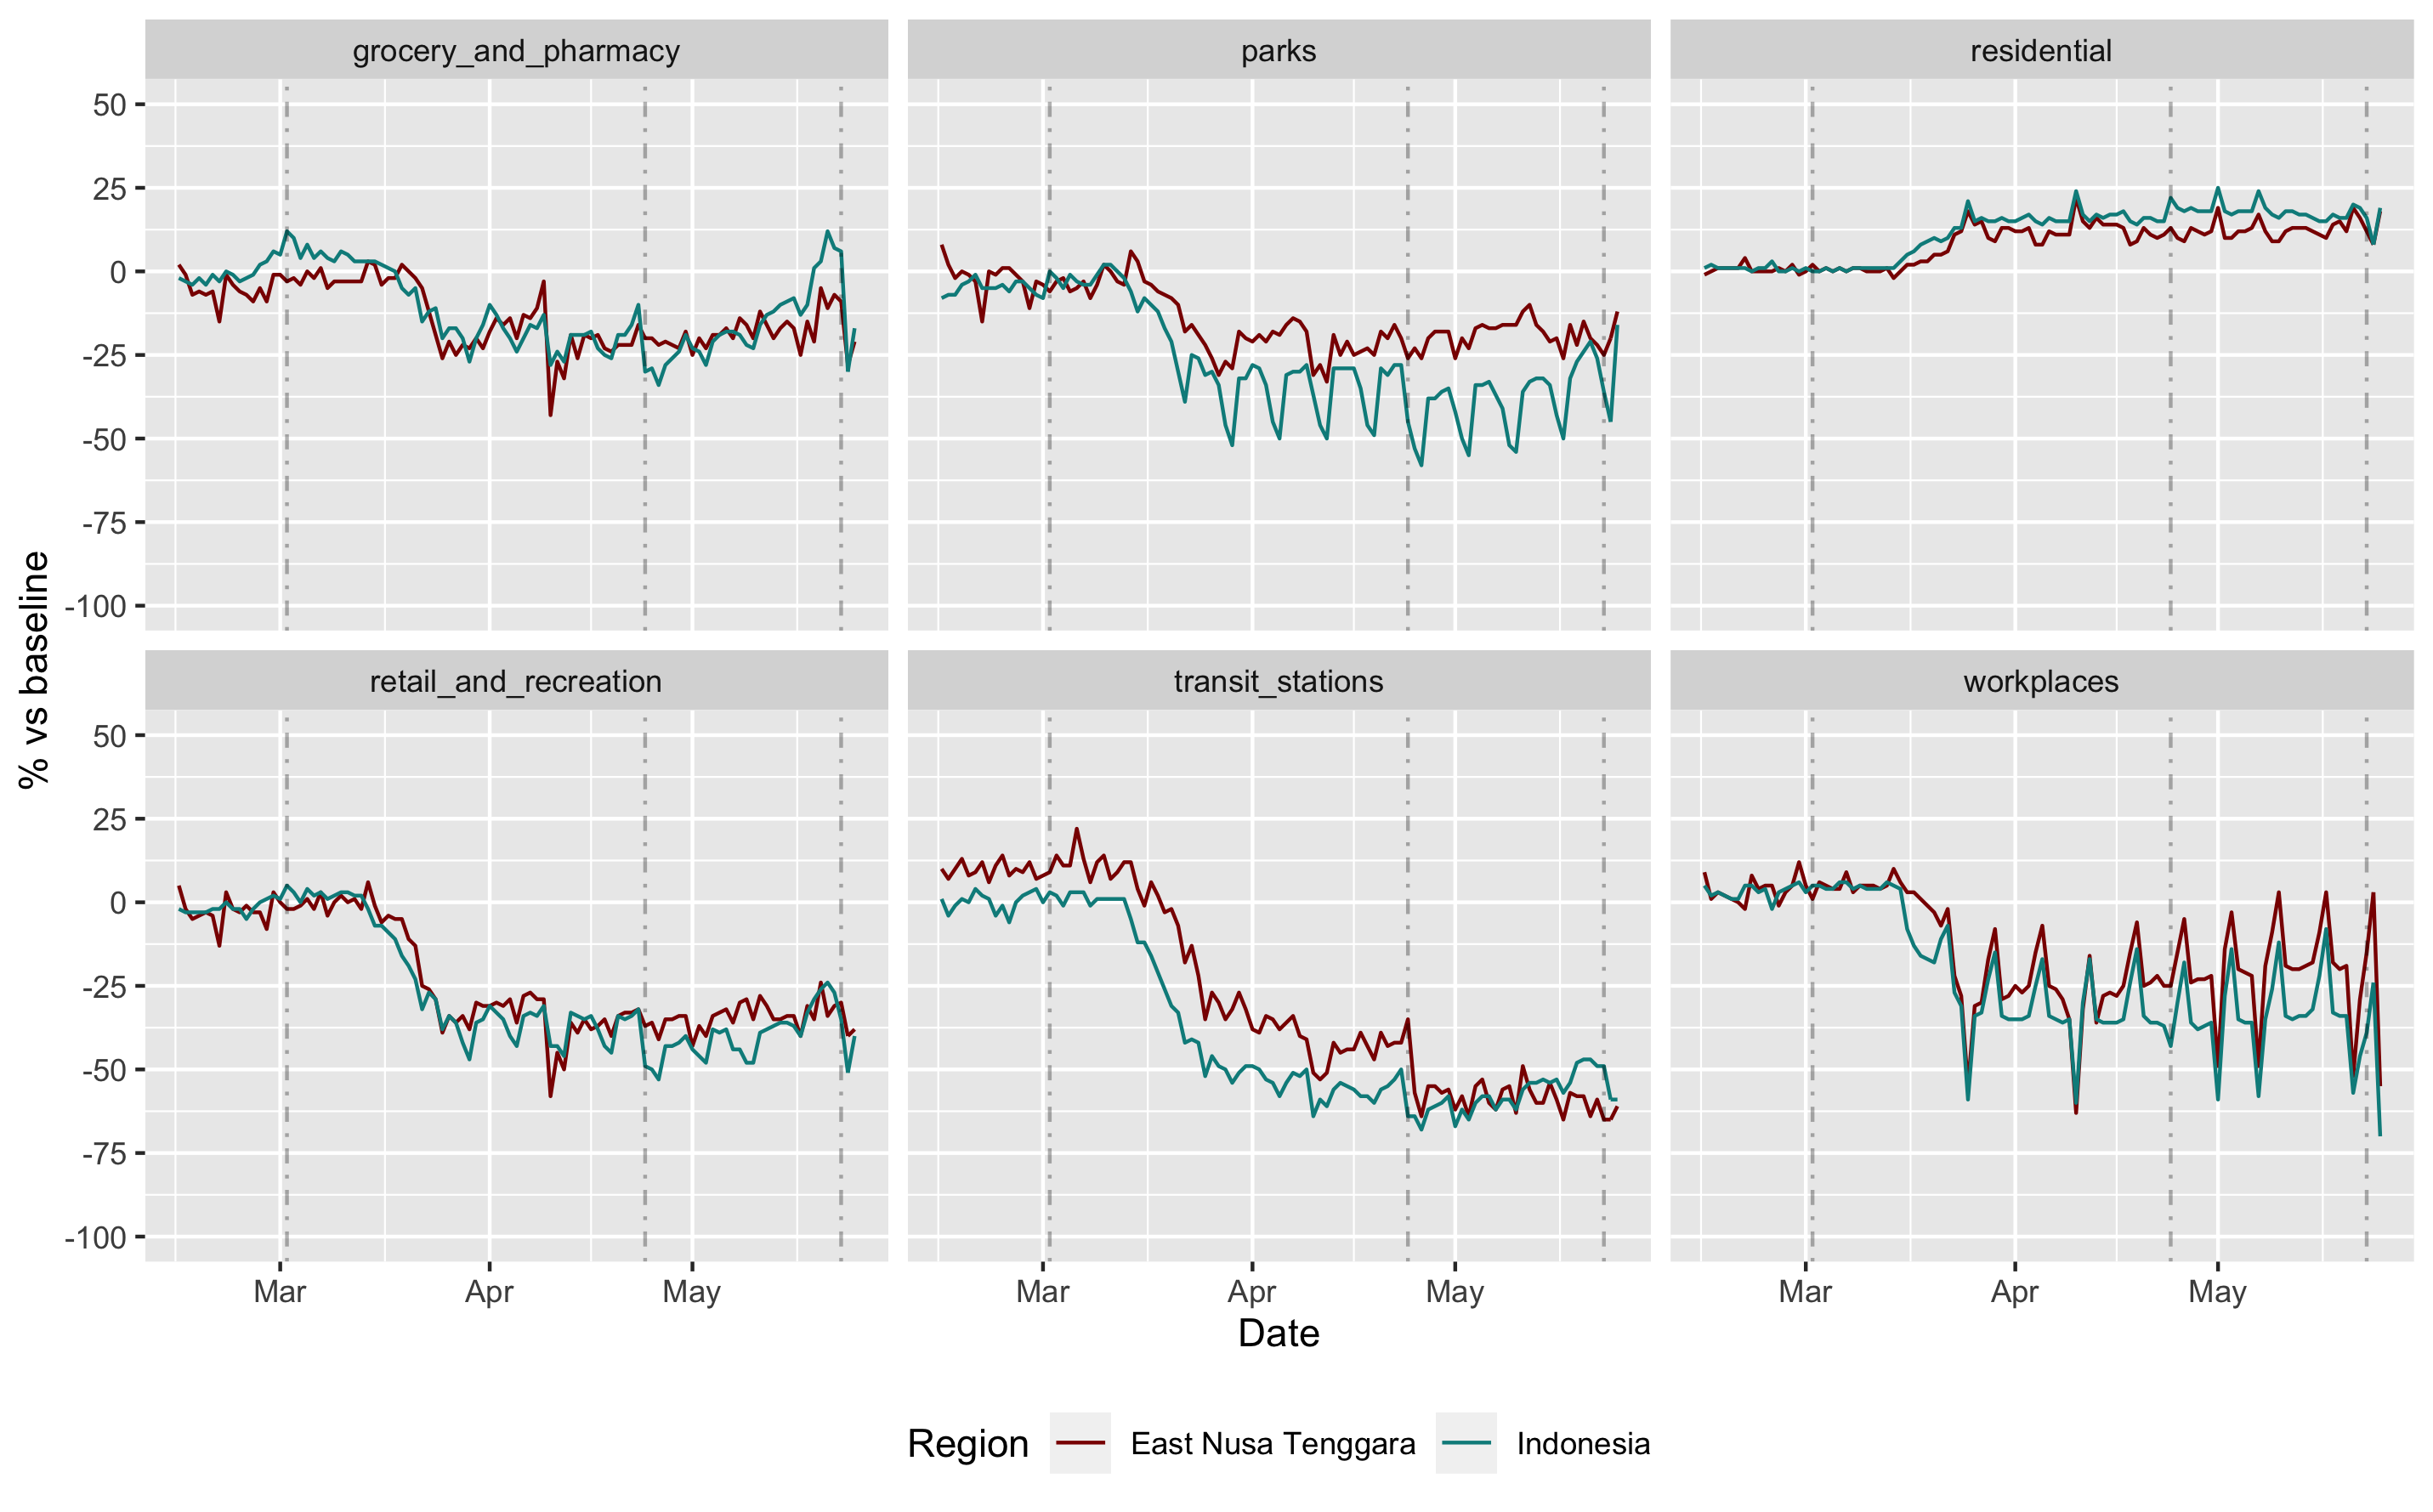 grocery_and_pharmacy
parks
residential
50
25
0
-25
-50
-75
-100
% vs baseline
retail_and_recreation
transit_stations
workplaces
50
25
0
-25
-50
-75
-100
Mar
Apr
May
Mar
Apr
May
Mar
Apr
May
Date
Region
East Nusa Tenggara
Indonesia